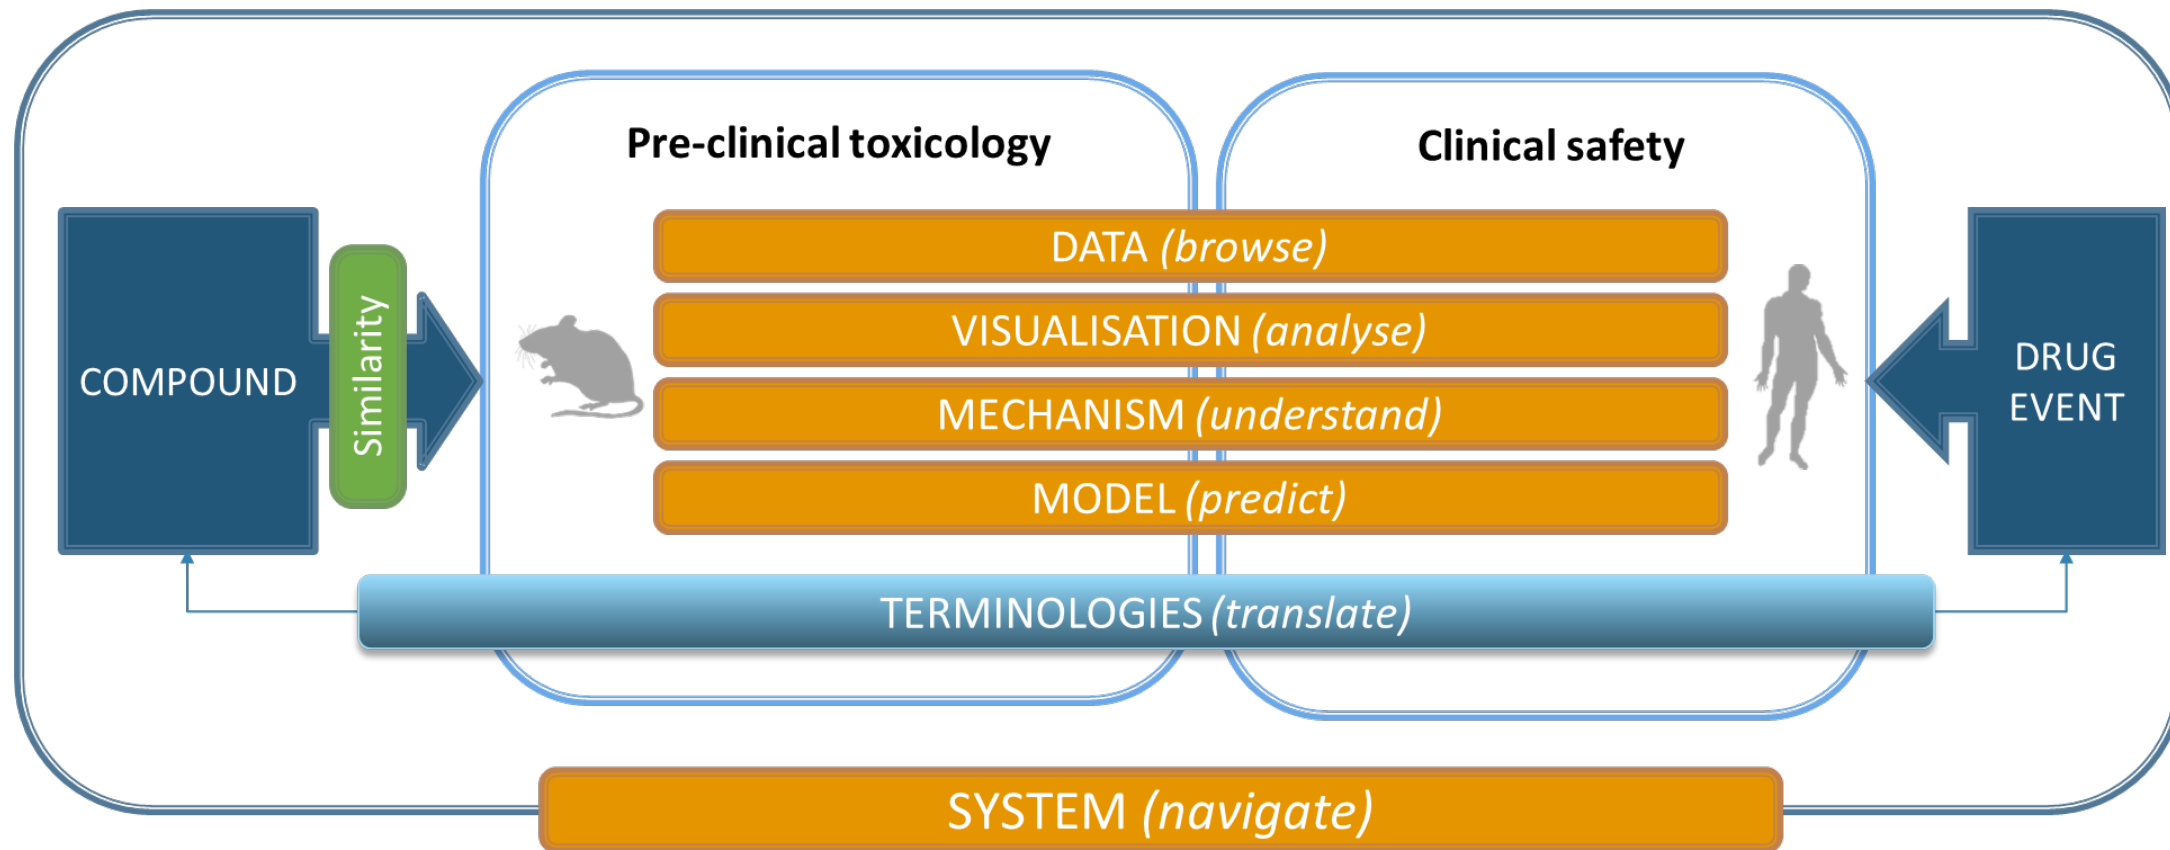 Pre-clinical toxicology
Clinical safety
COMPOUND
Similarity
DATA (browse)
VISUALISATION (analyse)
MECHANISM (understand)
MODEL (predict)
DRUG
EVENT
TERMINOLOGIES (translate)
SYSTEM (navigate)